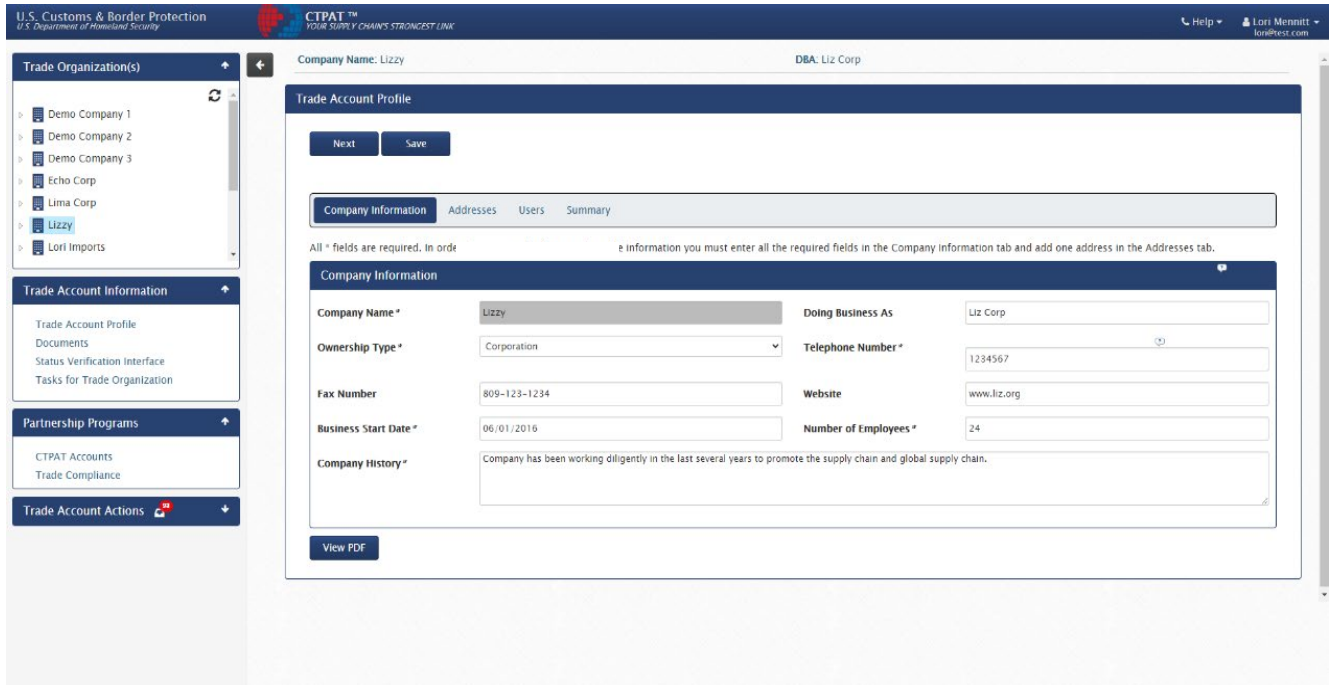 U.S. Customs & Border Protection
U.S. Department of Homeland Security
CTPAT ™
YOUR SUPPLY CHAIN'S STRONGEST LINK
Help
Lori Mennitt
lori@test.com
Trade Organization(s)
Demo Company 1
Demo Company 2
Demo Company 3
Echo Corp
Lima Corp
Lizzy
Lori Imports
Trade Account Information
Trade Account Profile
Documents
Status Verification Interface
Tasks for Trade Organization
Partnership Programs
CTPAT Accounts
Trade Compliance
Trade Account Actions
Company Name: Lizzy DBA: Liz Corp
Trade Account Profile
Next Save
Company Information Addresses Users Summary
All * fields are required. In orde e information you must enter all the required fields in the Company Information tab and add one address in the Addresses tab.
Company Information
Company Name * Lizzy Doing Business As Liz Corp
Ownership Type * Corporation Telephone Number * 1234567
Fax Number 809-123-1234 Website www.liz.org
Business Start Date * 06/01/2016 Number of Employees * 24
Company History * Company has been working diligently in the last several years to promote the supply chain and global supply chain.
View PDF